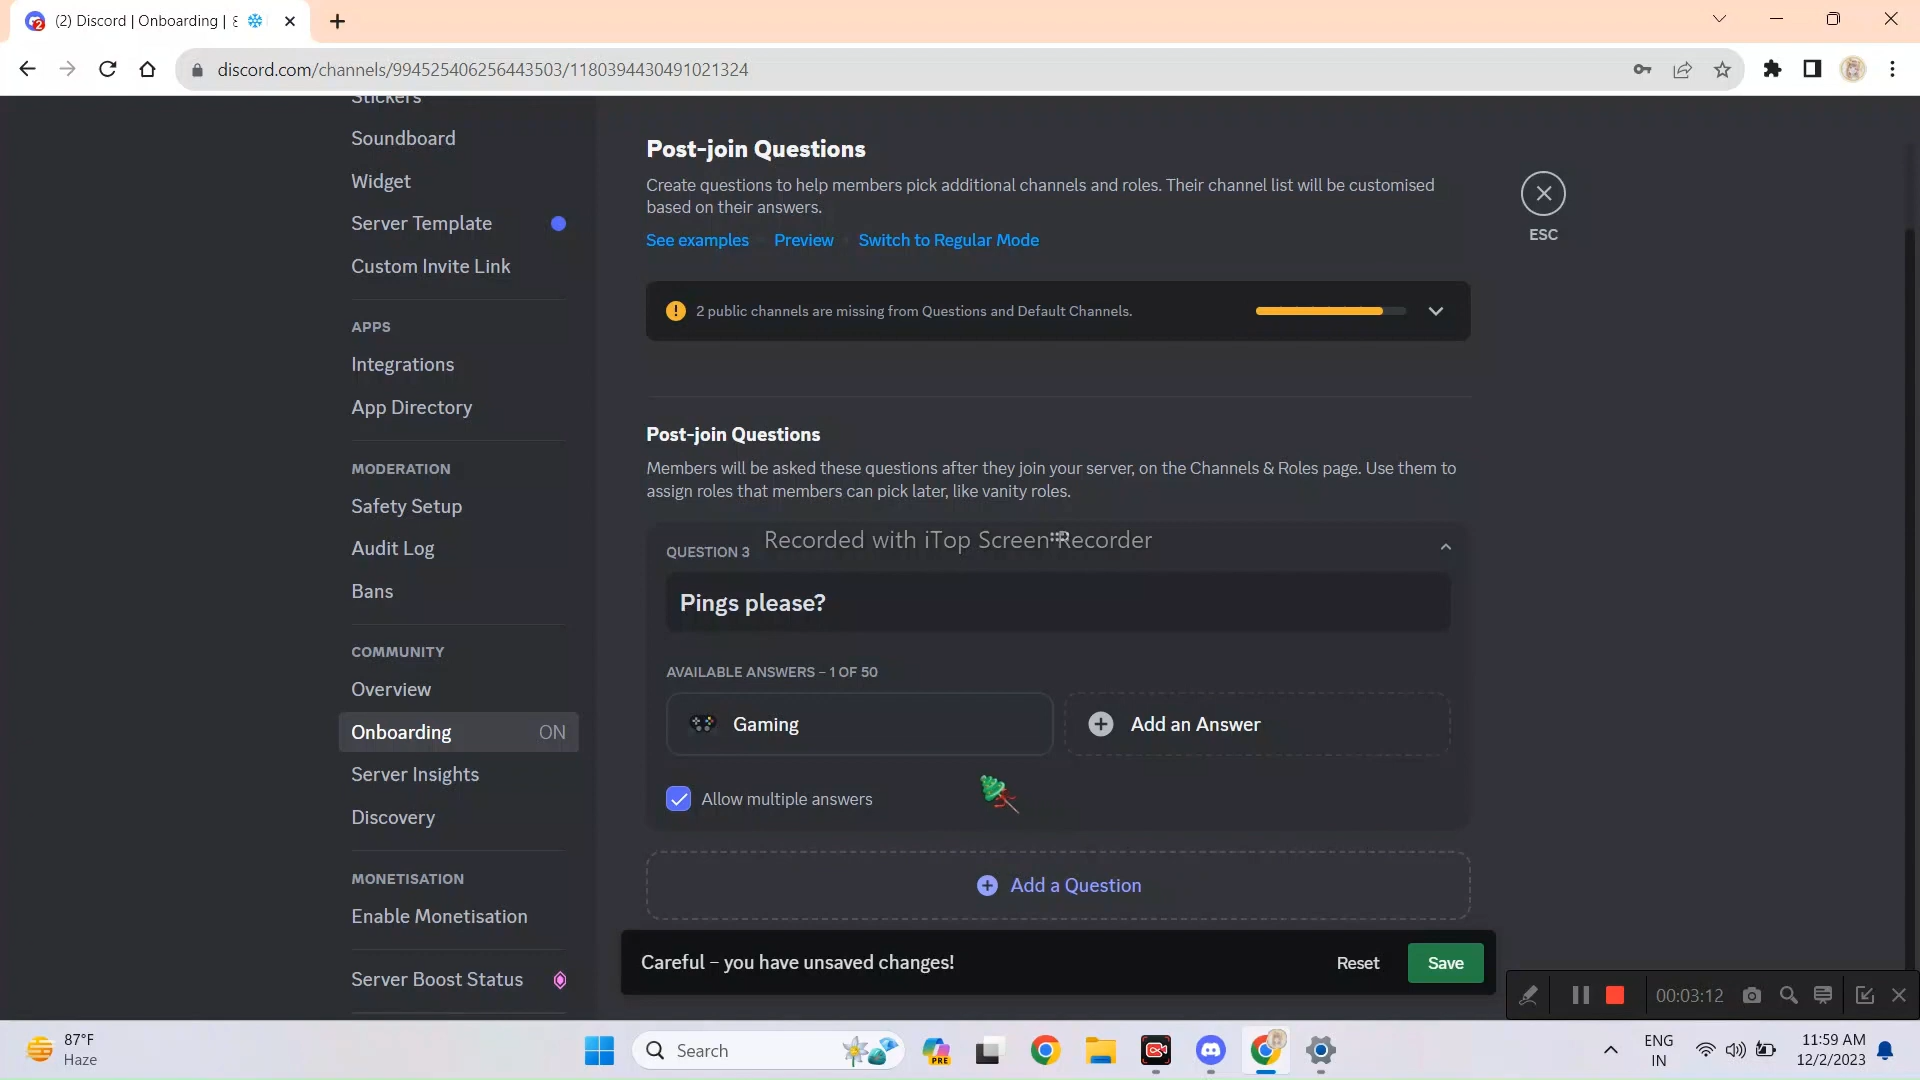 (2) Discord | Onboarding |
discord.com/channels/994525406256443503/1180394430491021324
Stickers
Soundboard
Widget
Server Template
Custom Invite Link
APPS
Integrations
App Directory
MODERATION
Safety Setup
Audit Log
Bans
COMMUNITY
Overview
Onboarding ON
Server Insights
Discovery
MONETISATION
Enable Monetisation
Server Boost Status
Post-join Questions
Create questions to help members pick additional channels and roles. Their channel list will be customised
based on their answers.
See examples Preview Switch to Regular Mode
ESC
2 public channels are missing from Questions and Default Channels.
Post-join Questions
Members will be asked these questions after they join your server, on the Channels & Roles page. Use them to
assign roles that members can pick later, like vanity roles.
Recorded with iTop Screen Recorder
QUESTION 3
Pings please?
AVAILABLE ANSWERS – 1 OF 50
Gaming
Add an Answer
Allow multiple answers
Add a Question
Careful – you have unsaved changes!
Reset
Save
00:03:12
87°F
Haze
Search
PRE
ENG
IN
11:59 AM
12/2/2023